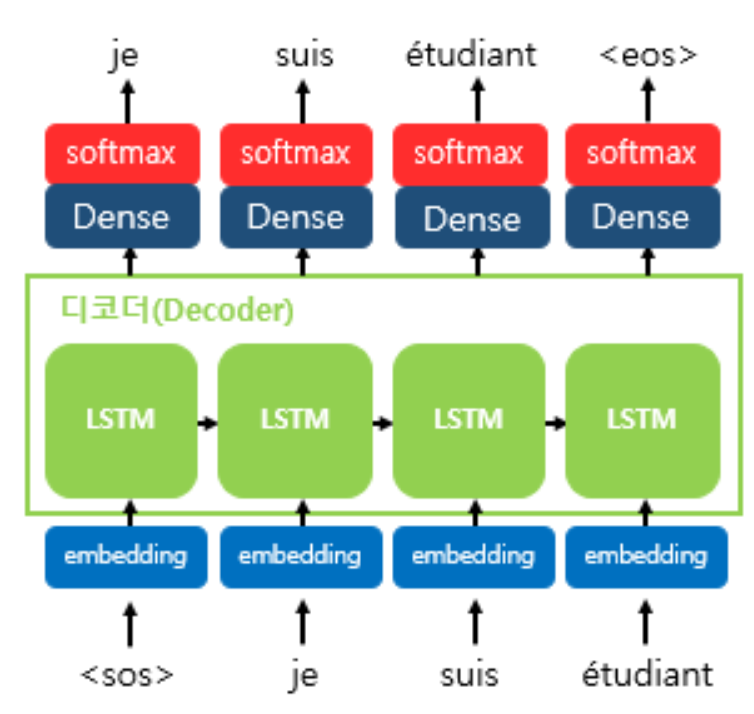 je suis étudiant <eos>
softmax softmax softmax softmax
Dense Dense Dense Dense
디코더(Decoder)
LSTM LSTM LSTM LSTM
embedding embedding embedding embedding
<sos> je suis étudiant